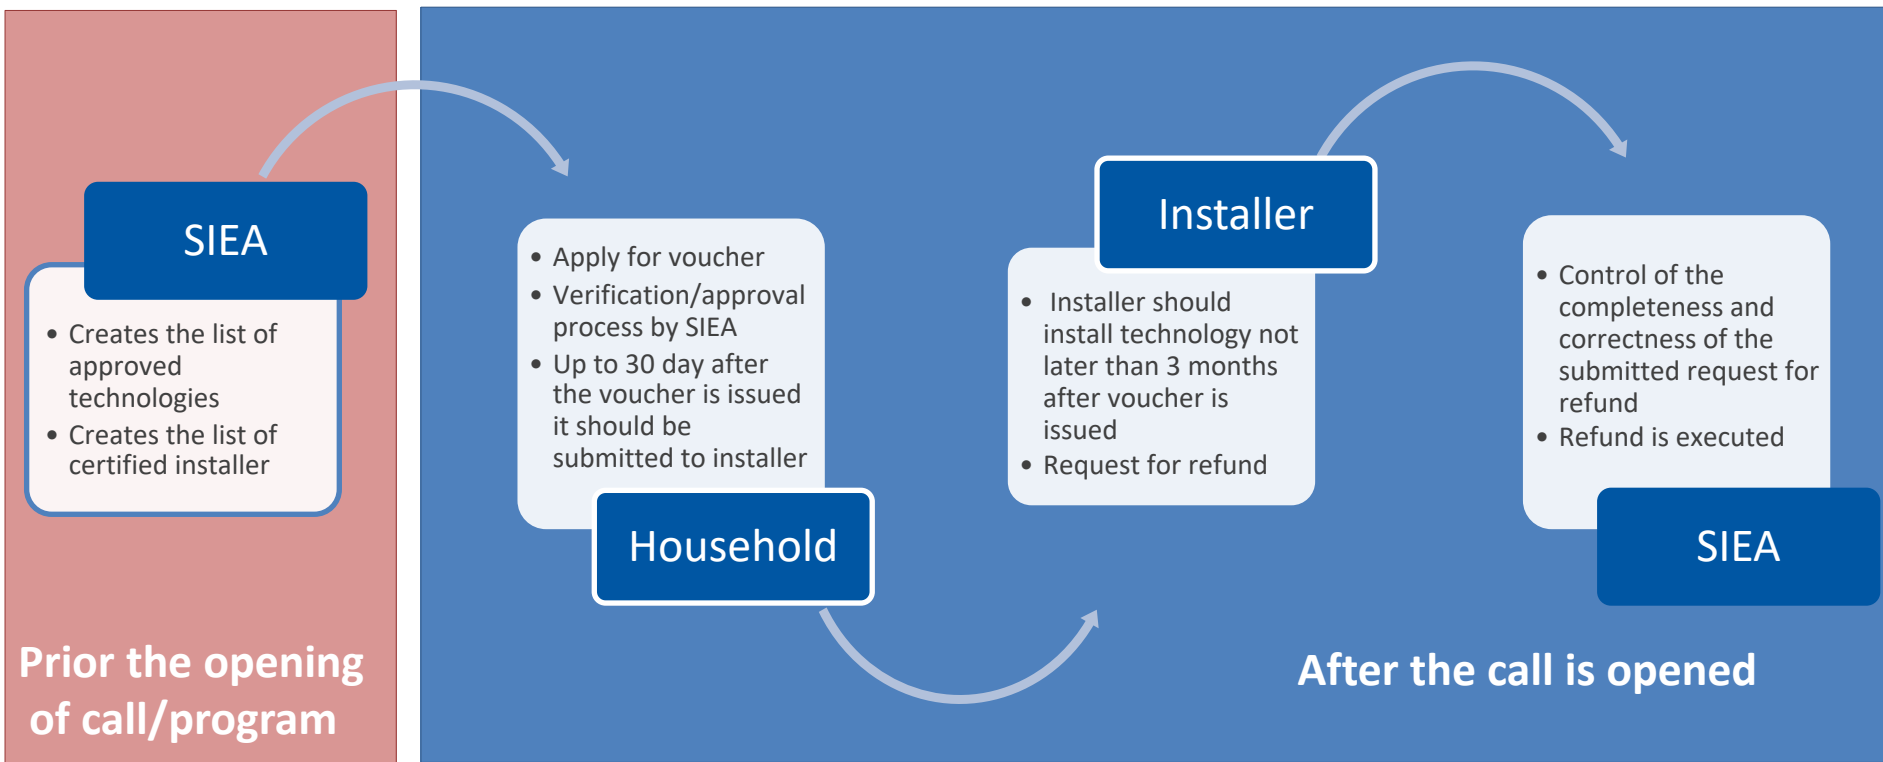 SIEA
• Creates the list of
approved
technologies
• Creates the list of
certified installer
Prior the opening
of call/program
• Apply for voucher
• Verification/approval
process by SIEA
• Up to 30 day after
the voucher is issued
it should be
submitted to installer
Household
Installer
• Installer should
install technology not
later than 3 months
after voucher is
issued
• Request for refund
• Control of the
completeness and
correctness of the
submitted request for
refund
• Refund is executed
SIEA
After the call is opened